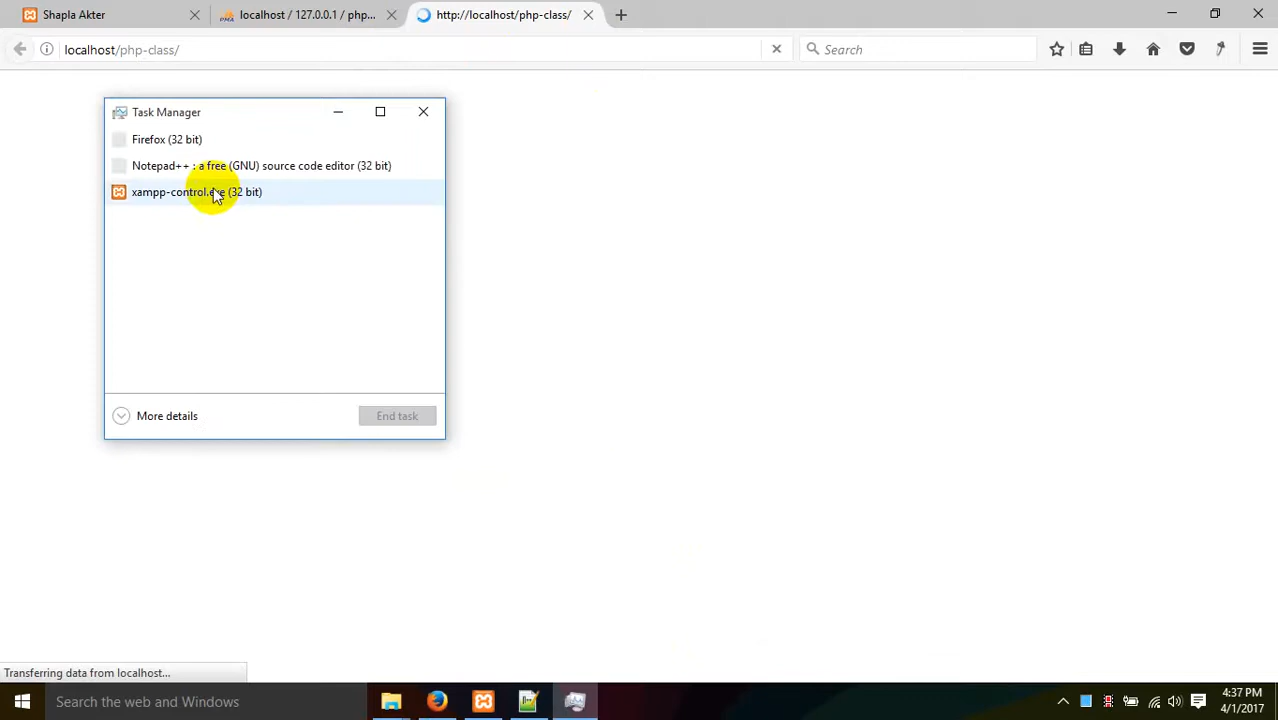 Shapla Akter
localhost / 127.0.0.1 / php...
http://localhost/php-class/
localhost/php-class/
Search
Task Manager
Firefox (32 bit)
Notepad++ : a free (GNU) source code editor (32 bit)
xampp-control.exe (32 bit)
More details
End task
Transferring data from localhost...
Search the web and Windows
4:37 PM
4/1/2017